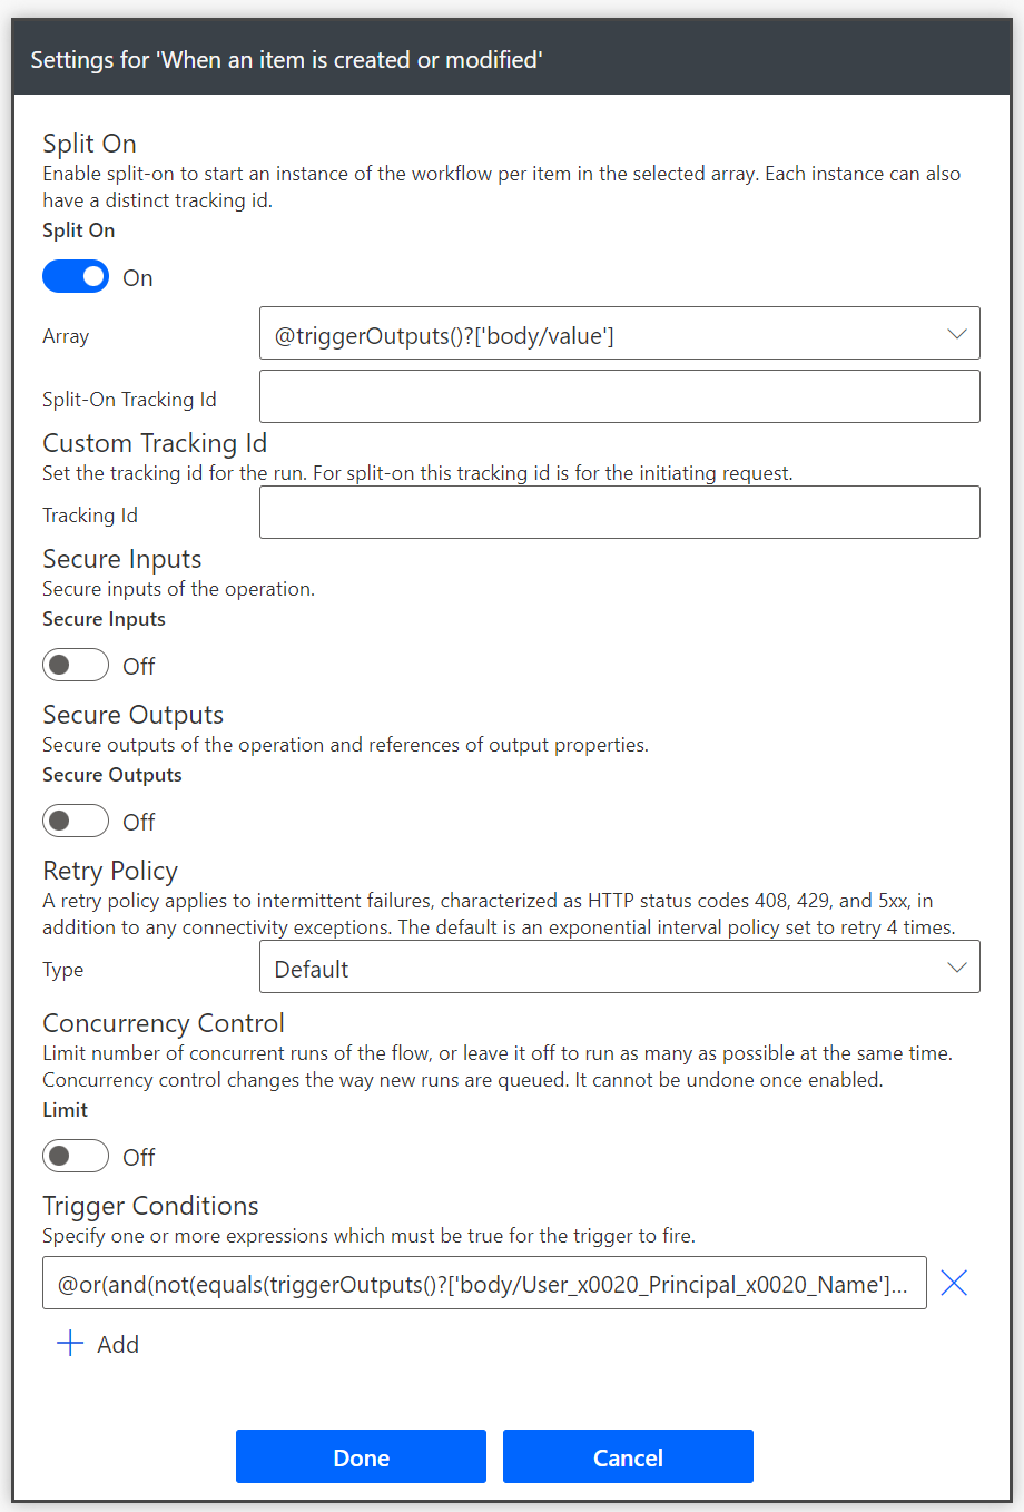 Settings for 'When an item is created or modified'
Split On
Enable split-on to start an instance of the workflow per item in the selected array. Each instance can also
have a distinct tracking id.
Split On
On
Array
@triggerOutputs()?['body/value']
Split-On Tracking Id
Custom Tracking Id
Set the tracking id for the run. For split-on this tracking id is for the initiating request.
Tracking Id
Secure Inputs
Secure inputs of the operation.
Secure Inputs
Off
Secure Outputs
Secure outputs of the operation and references of output properties.
Secure Outputs
Off
Retry Policy
A retry policy applies to intermittent failures, characterized as HTTP status codes 408, 429, and 5xx, in
addition to any connectivity exceptions. The default is an exponential interval policy set to retry 4 times.
Type
Default
Concurrency Control
Limit number of concurrent runs of the flow, or leave it off to run as many as possible at the same time.
Concurrency control changes the way new runs are queued. It cannot be undone once enabled.
Limit
Off
Trigger Conditions
Specify one or more expressions which must be true for the trigger to fire.
@or(and(not(equals(triggerOutputs()?['body/User_x0020_Principal_x0020_Name']...
Add
Done
Cancel